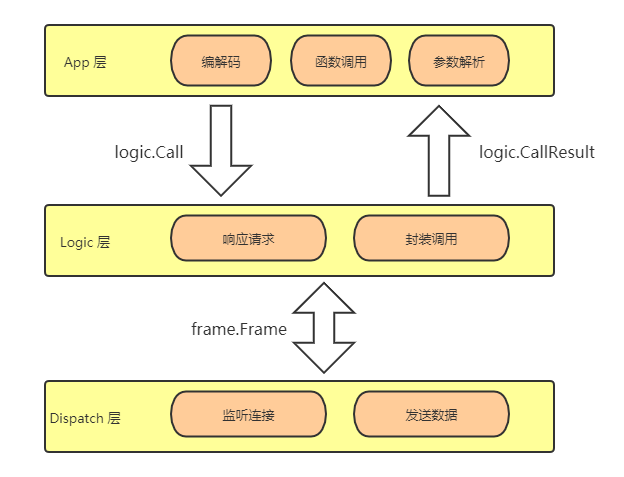 App 层
编解码
函数调用
参数解析
logic.Call
logic.CallResult
Logic 层
响应请求
封装调用
frame.Frame
Dispatch 层
监听连接
发送数据